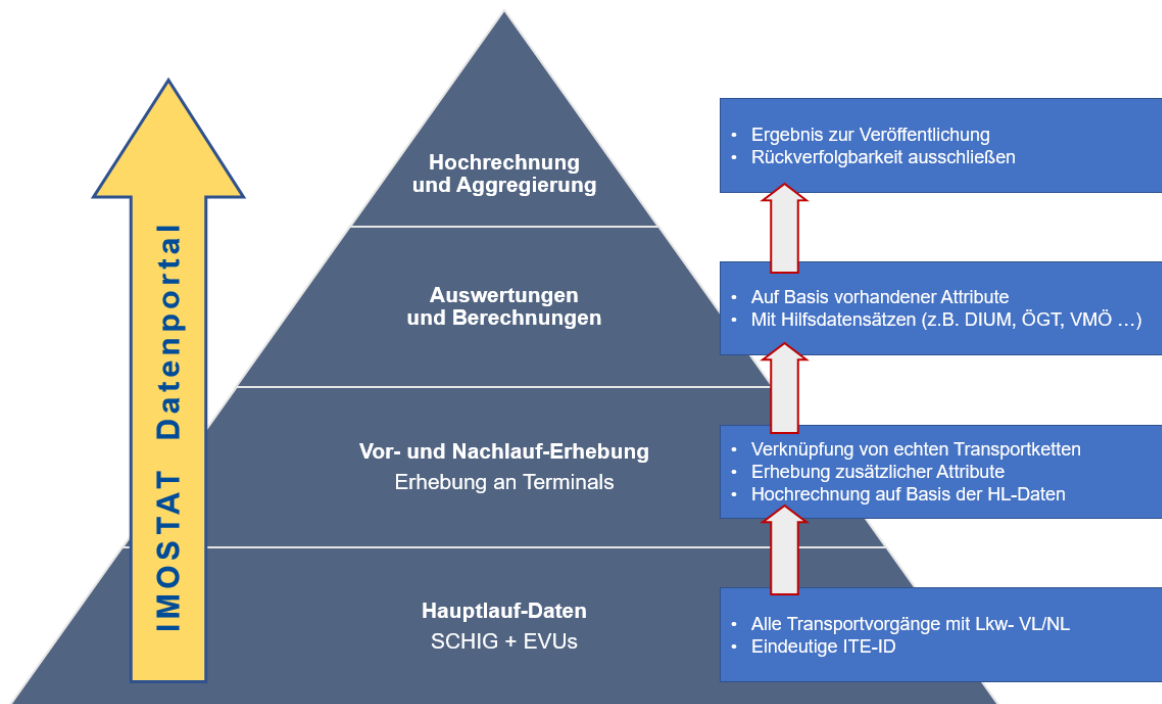 IMOSTAT Datenportal
Hochrechnung
und Aggregierung
• Ergebnis zur Veröffentlichung
• Rückverfolgbarkeit ausschließen
Auswertungen
und Berechnungen
• Auf Basis vorhandener Attribute
• Mit Hilfsdatensätzen (z.B. DIUM, ÖGT, VMÖ ...)
Vor- und Nachlauf-Erhebung
Erhebung an Terminals
• Verknüpfung von echten Transportketten
• Erhebung zusätzlicher Attribute
• Hochrechnung auf Basis der HL-Daten
Hauptlauf-Daten
SCHIG + EVUs
• Alle Transportvorgänge mit Lkw- VL/NL
• Eindeutige ITE-ID